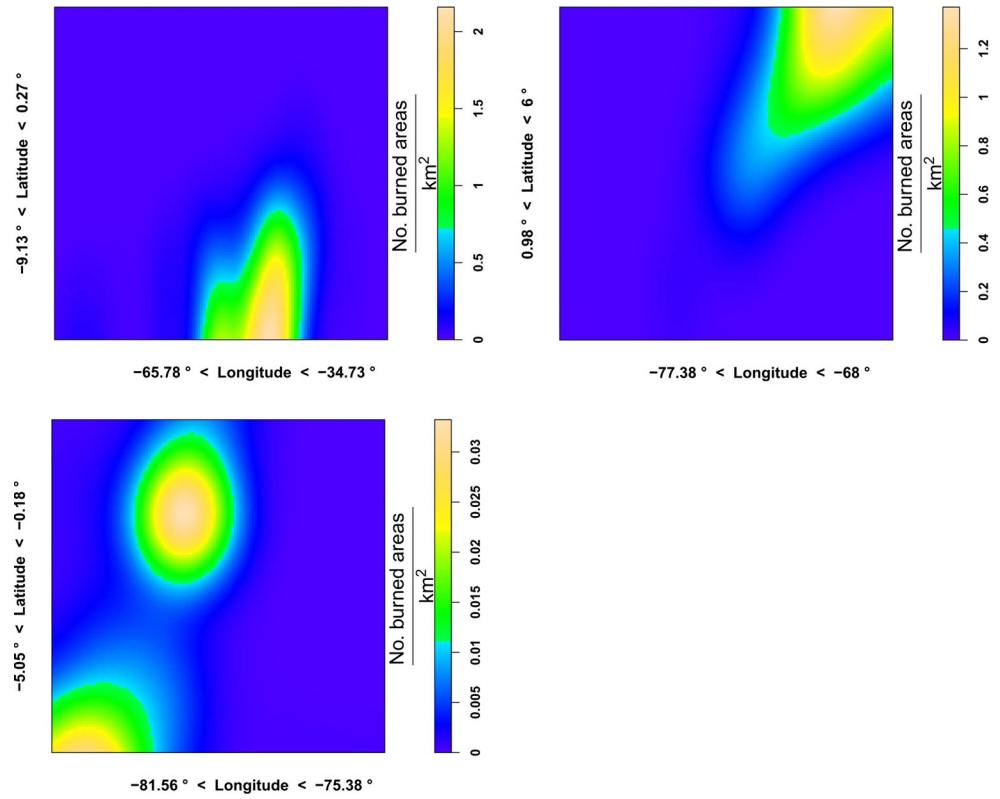 −9.13 ° < Latitude < 0.27 °
−65.78 ° < Longitude < −34.73 °
0
0.5
1
1.5
2
No. burned areas
km²
0.98 ° < Latitude < 6 °
−77.38 ° < Longitude < −68 °
0
0.2
0.4
0.6
0.8
1
1.2
No. burned areas
km²
−5.05 ° < Latitude < −0.18 °
−81.56 ° < Longitude < −75.38 °
0
0.005
0.01
0.015
0.02
0.025
0.03
No. burned areas
km²